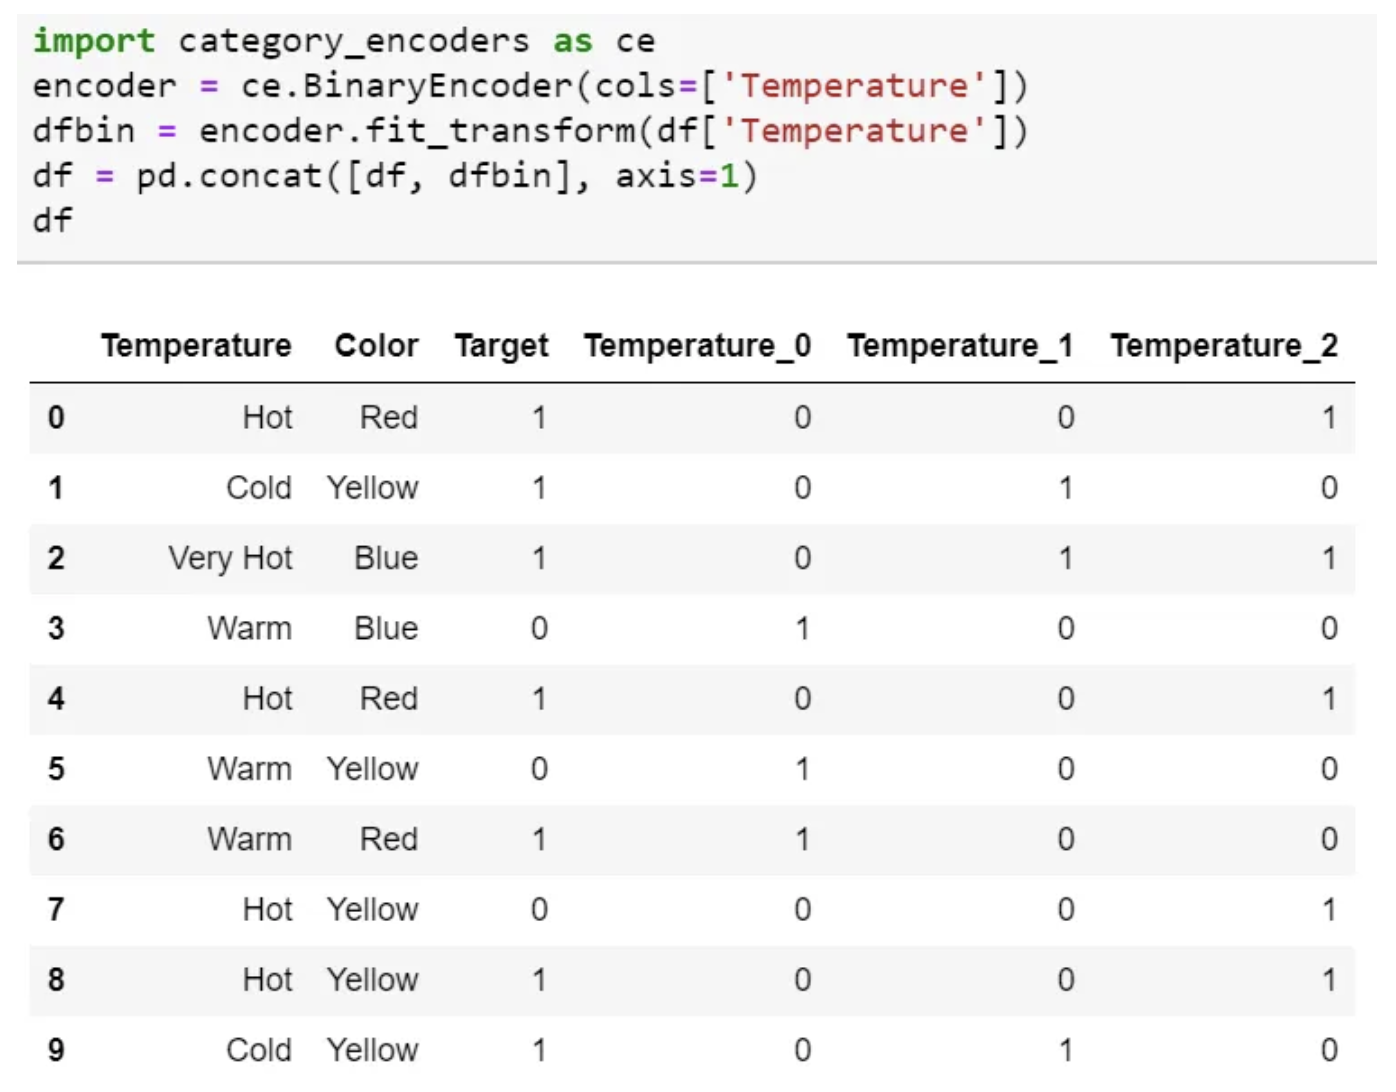 import category_encoders as ce
encoder = ce.BinaryEncoder(cols=['Temperature'])
dfbin = encoder.fit_transform(df['Temperature'])
df = pd.concat([df, dfbin], axis=1)
df
Temperature Color Target Temperature_0 Temperature_1 Temperature_2
0 Hot Red 1 0 0 1
1 Cold Yellow 1 0 1 0
2 Very Hot Blue 1 0 1 1
3 Warm Blue 0 1 0 0
4 Hot Red 1 0 0 1
5 Warm Yellow 0 1 0 0
6 Warm Red 1 1 0 0
7 Hot Yellow 0 0 0 1
8 Hot Yellow 1 0 0 1
9 Cold Yellow 1 0 1 0